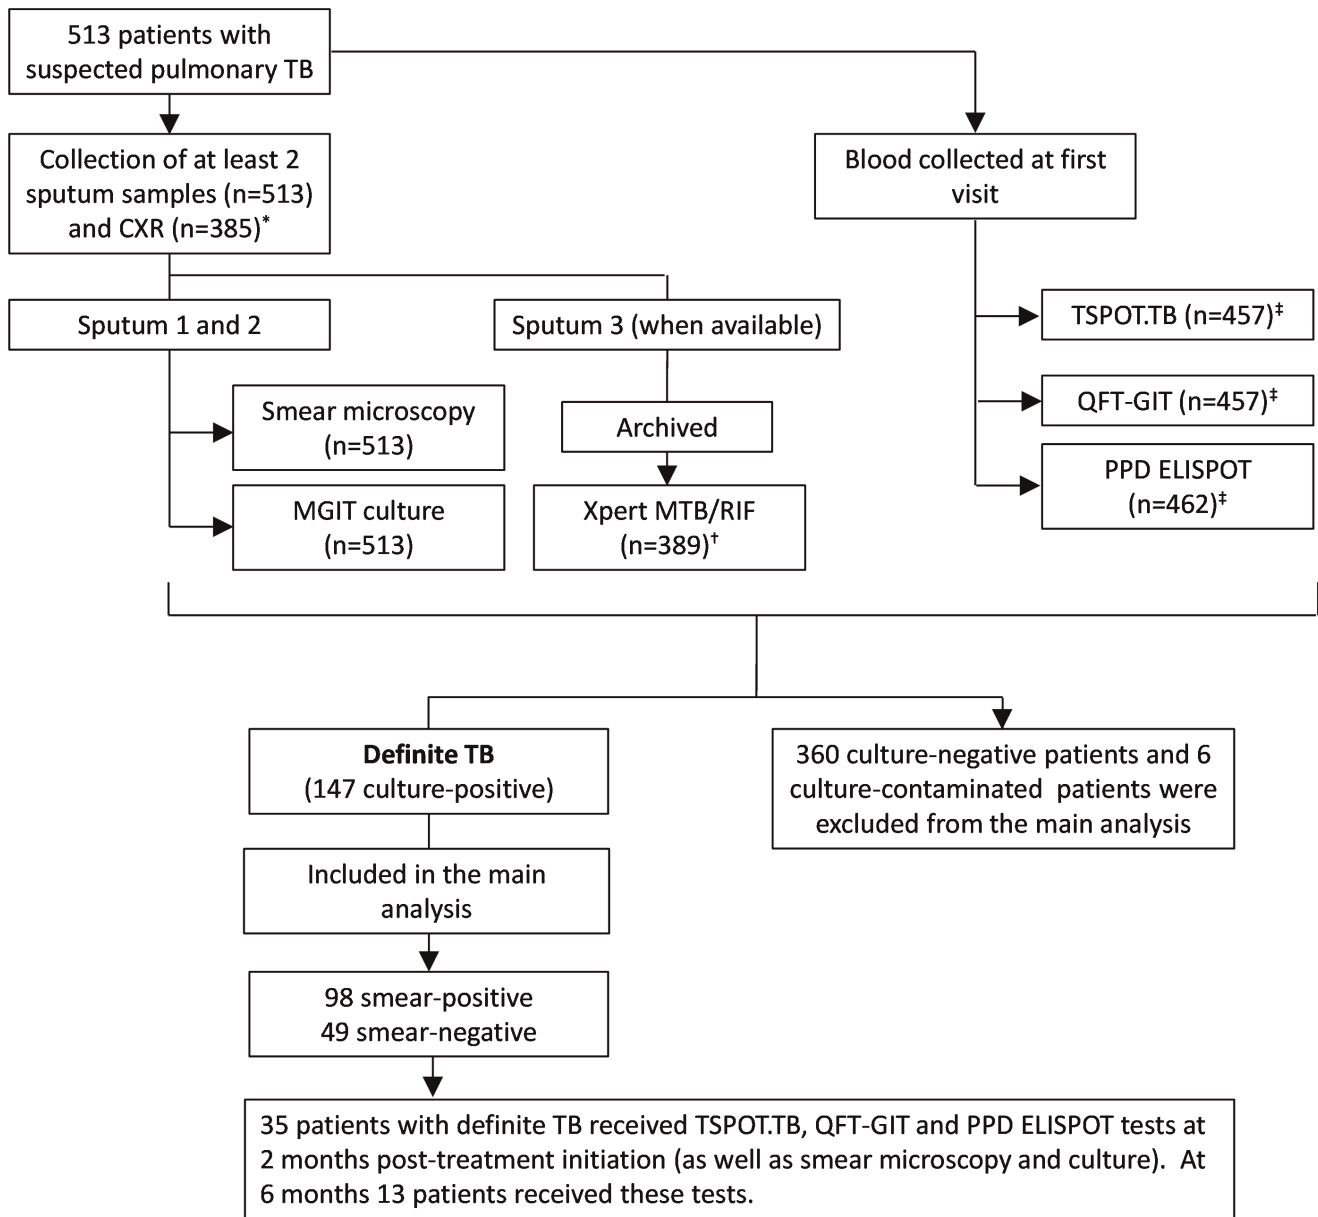 513 patients with
suspected pulmonary TB
Collection of at least 2
sputum samples (n=513)
and CXR (n=385)*
Blood collected at first
visit
Sputum 1 and 2
Sputum 3 (when available)
TSPOT.TB (n=457)‡
QFT-GIT (n=457)‡
PPD ELISPOT
(n=462)‡
Smear microscopy
(n=513)
Archived
MGIT culture
(n=513)
Xpert MTB/RIF
(n=389)†
Definite TB
(147 culture-positive)
360 culture-negative patients and 6
culture-contaminated patients were
excluded from the main analysis
Included in the main
analysis
98 smear-positive
49 smear-negative
35 patients with definite TB received TSPOT.TB, QFT-GIT and PPD ELISPOT tests at
2 months post-treatment initiation (as well as smear microscopy and culture). At
6 months 13 patients received these tests.